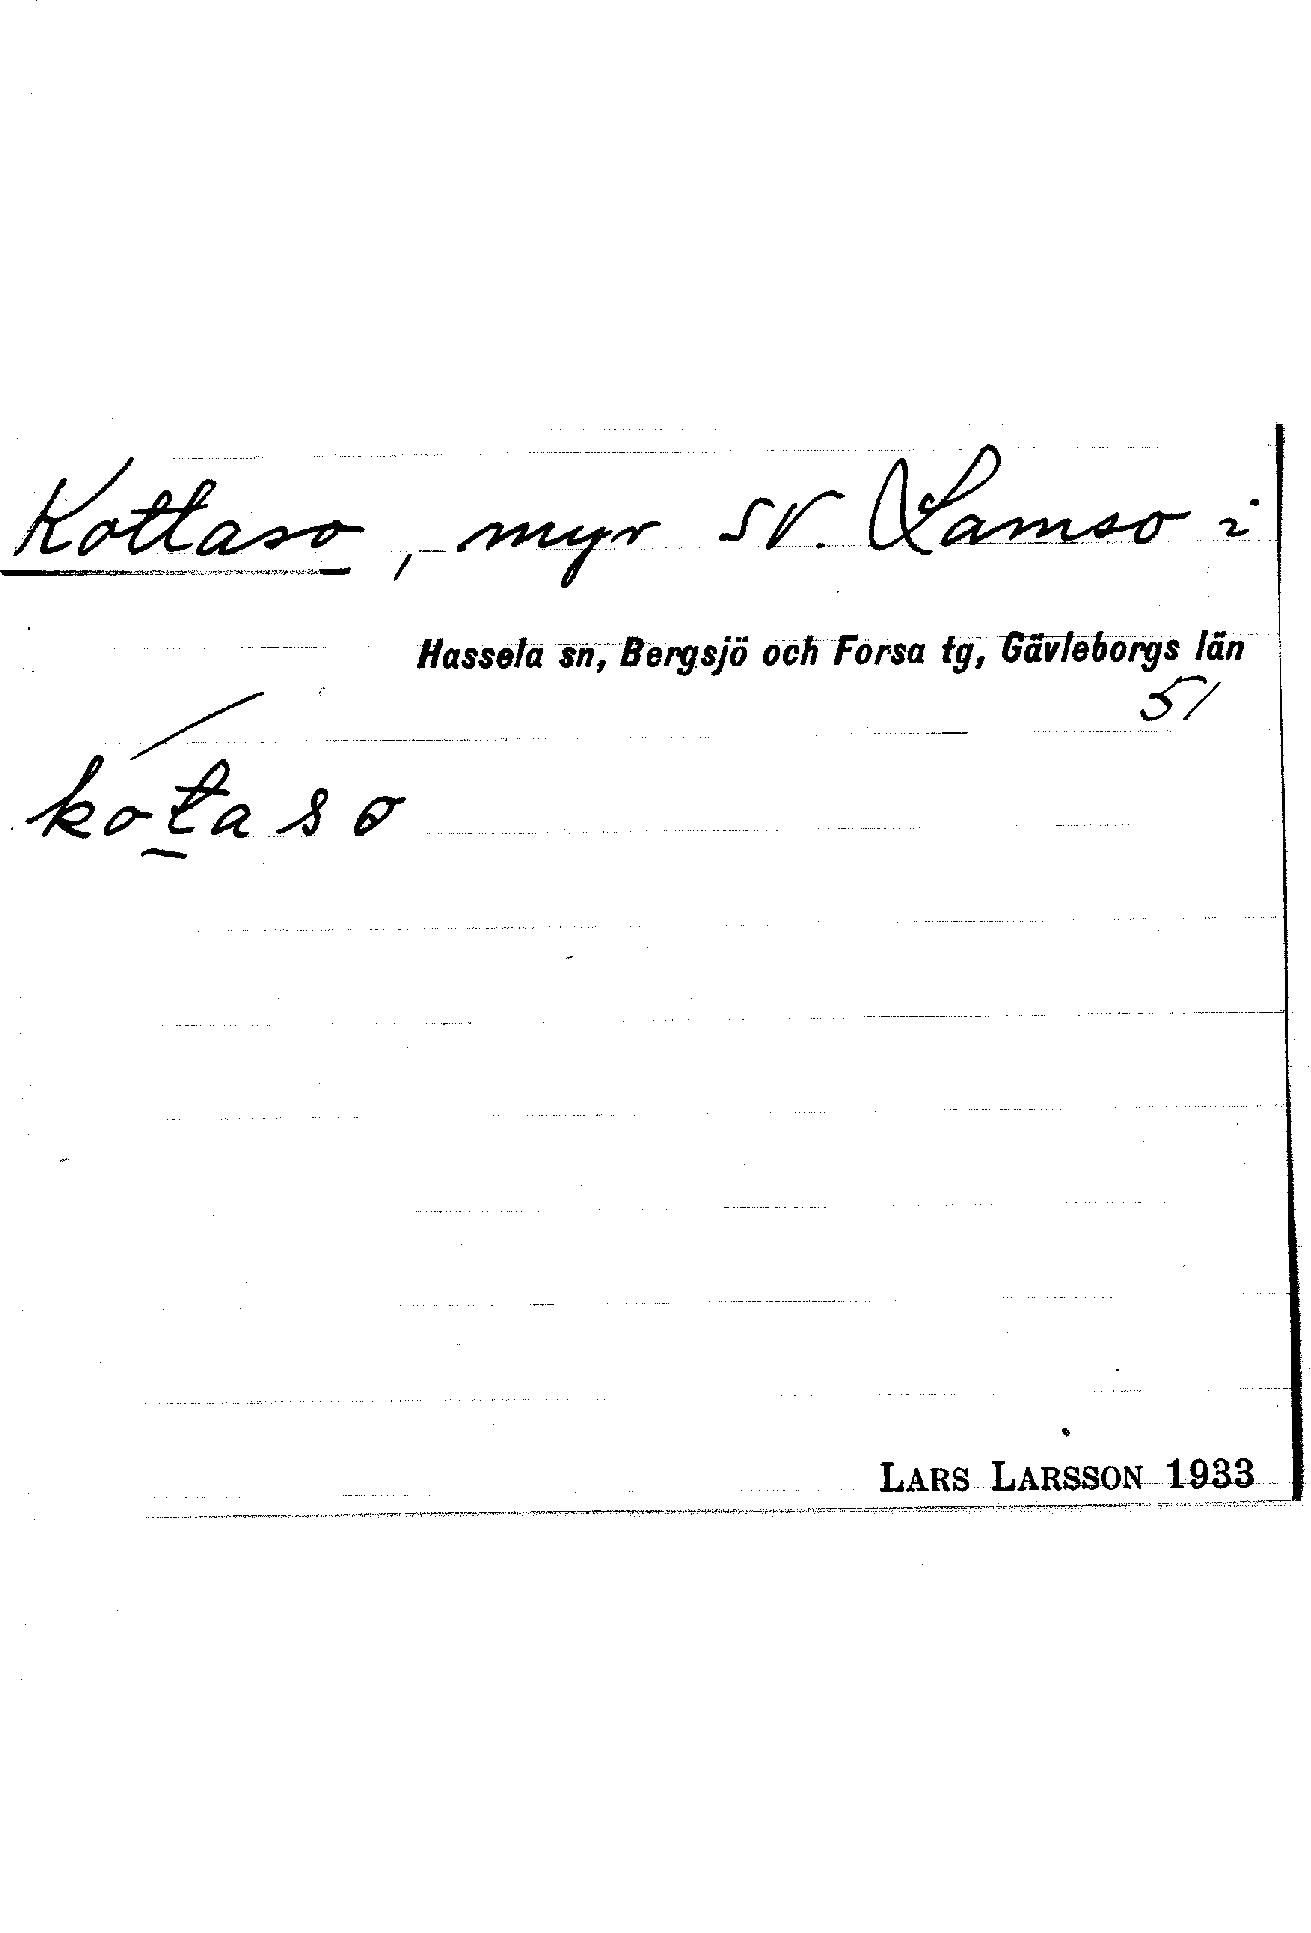 Kottaso, myr SV. Lamso i
Hassela sn, Bergsjö och Forsa tg, Gävleborgs län
51
kotaso
LARS LARSSON 1933